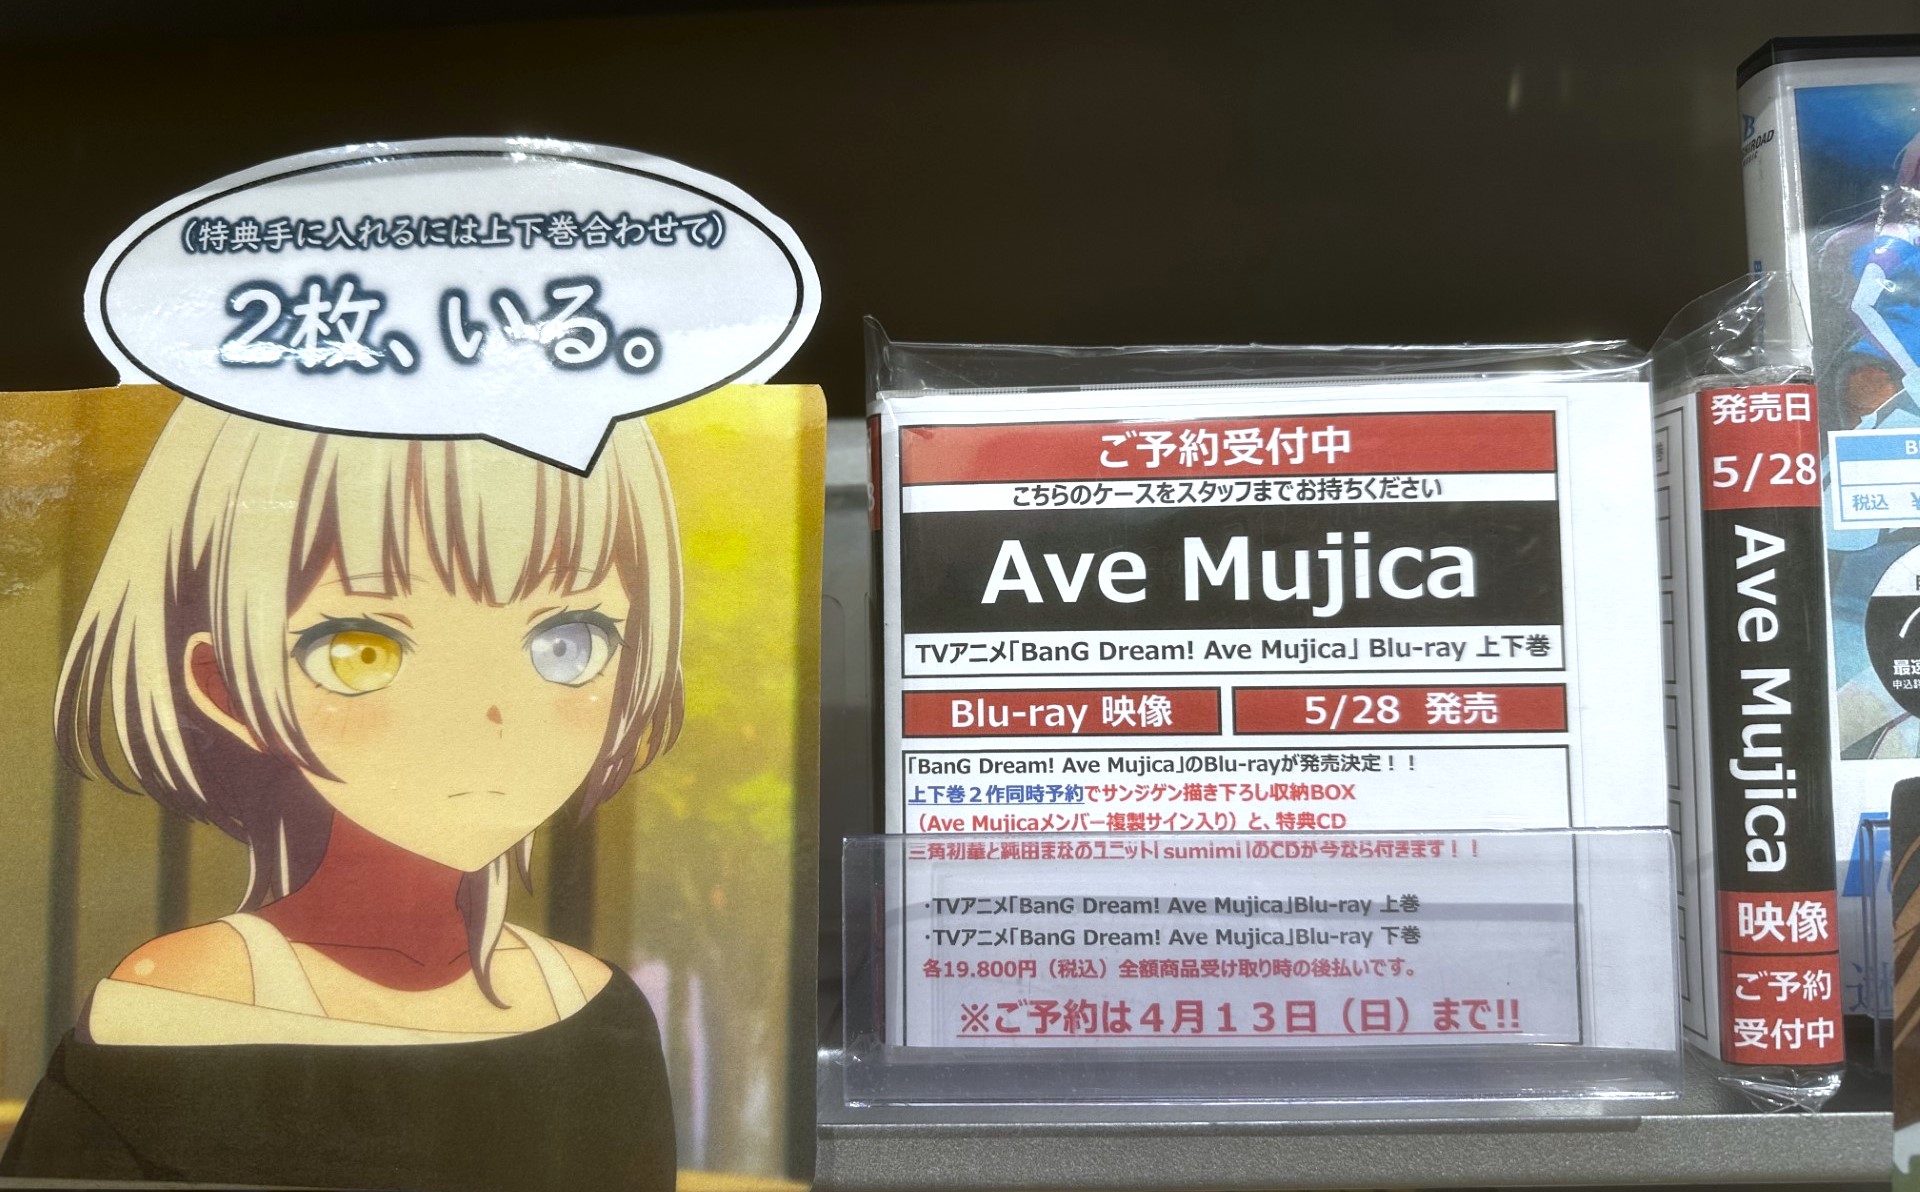 （特典手に入れるには上下巻合わせて）
2枚、いる。
ご予約受付中
こちらのケースをスタッフまでお持ちください
Ave Mujica
TVアニメ「BanG Dream! Ave Mujica」 Blu-ray 上下巻
Blu-ray 映像
5/28 発売
「BanG Dream! Ave Mujica」のBlu-rayが発売決定！！
上下巻２作同時予約でサンジゲン描き下ろし収納BOX
（Ave Mujicaメンバー複製サイン入り）と、特典CD
三角初華と純田まなのユニット「sumimi」のCDが今なら付きます！！
・TVアニメ「BanG Dream! Ave Mujica」Blu-ray 上巻
・TVアニメ「BanG Dream! Ave Mujica」Blu-ray 下巻
各19.800円（税込）全額商品受け取り時の後払いです。
※ご予約は４月１３日（日）まで!!
発売日
5/28
Ave Mujica
映像
ご予約
受付中
税込